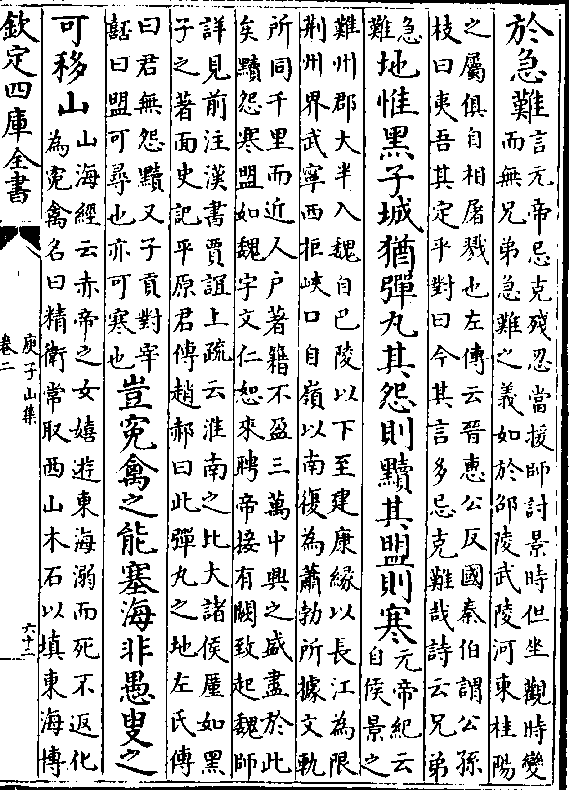 於急難言元帝忌克殘忍當援師討景時但坐觀時變
而無兄弟急難之義如於邵陵武陵河東桂陽
之屬俱自相屠戮也左傳云晉惠公反國秦伯謂公孫
枝曰夷吾其定乎對曰今其言多忌克難哉詩云兄弟
急
難地惟黑子城猶彈丸其怨則黷其盟則寒元帝紀云
自侯景之
難州郡大半入魏自巴陵以下至建康緣以長江為限
荆州界武寧西拒峽口自嶺以南復為蕭勃所據文軌
所同千里而近人户著籍不盈三萬中興之盛盡於此
矣黷怨寒盟如魏宇文仁恕來聘帝接有闕致起魏師
詳見前注漢書賈誼上疏云淮南之比大諸侯厪如黑
子之著面史記平原君傳趙郝曰此彈丸之地左氏傳
曰君無怨黷又子貢對宰
嚭曰盟可尋也亦可寒也豈寃禽之能塞海非愚叟之
可移山山海經云赤帝之女嬉遊東海溺而死不返化
為寃禽名曰精衛常取西山木石以填東海博
欽定四庫全書
庾子山集
卷二
六十二